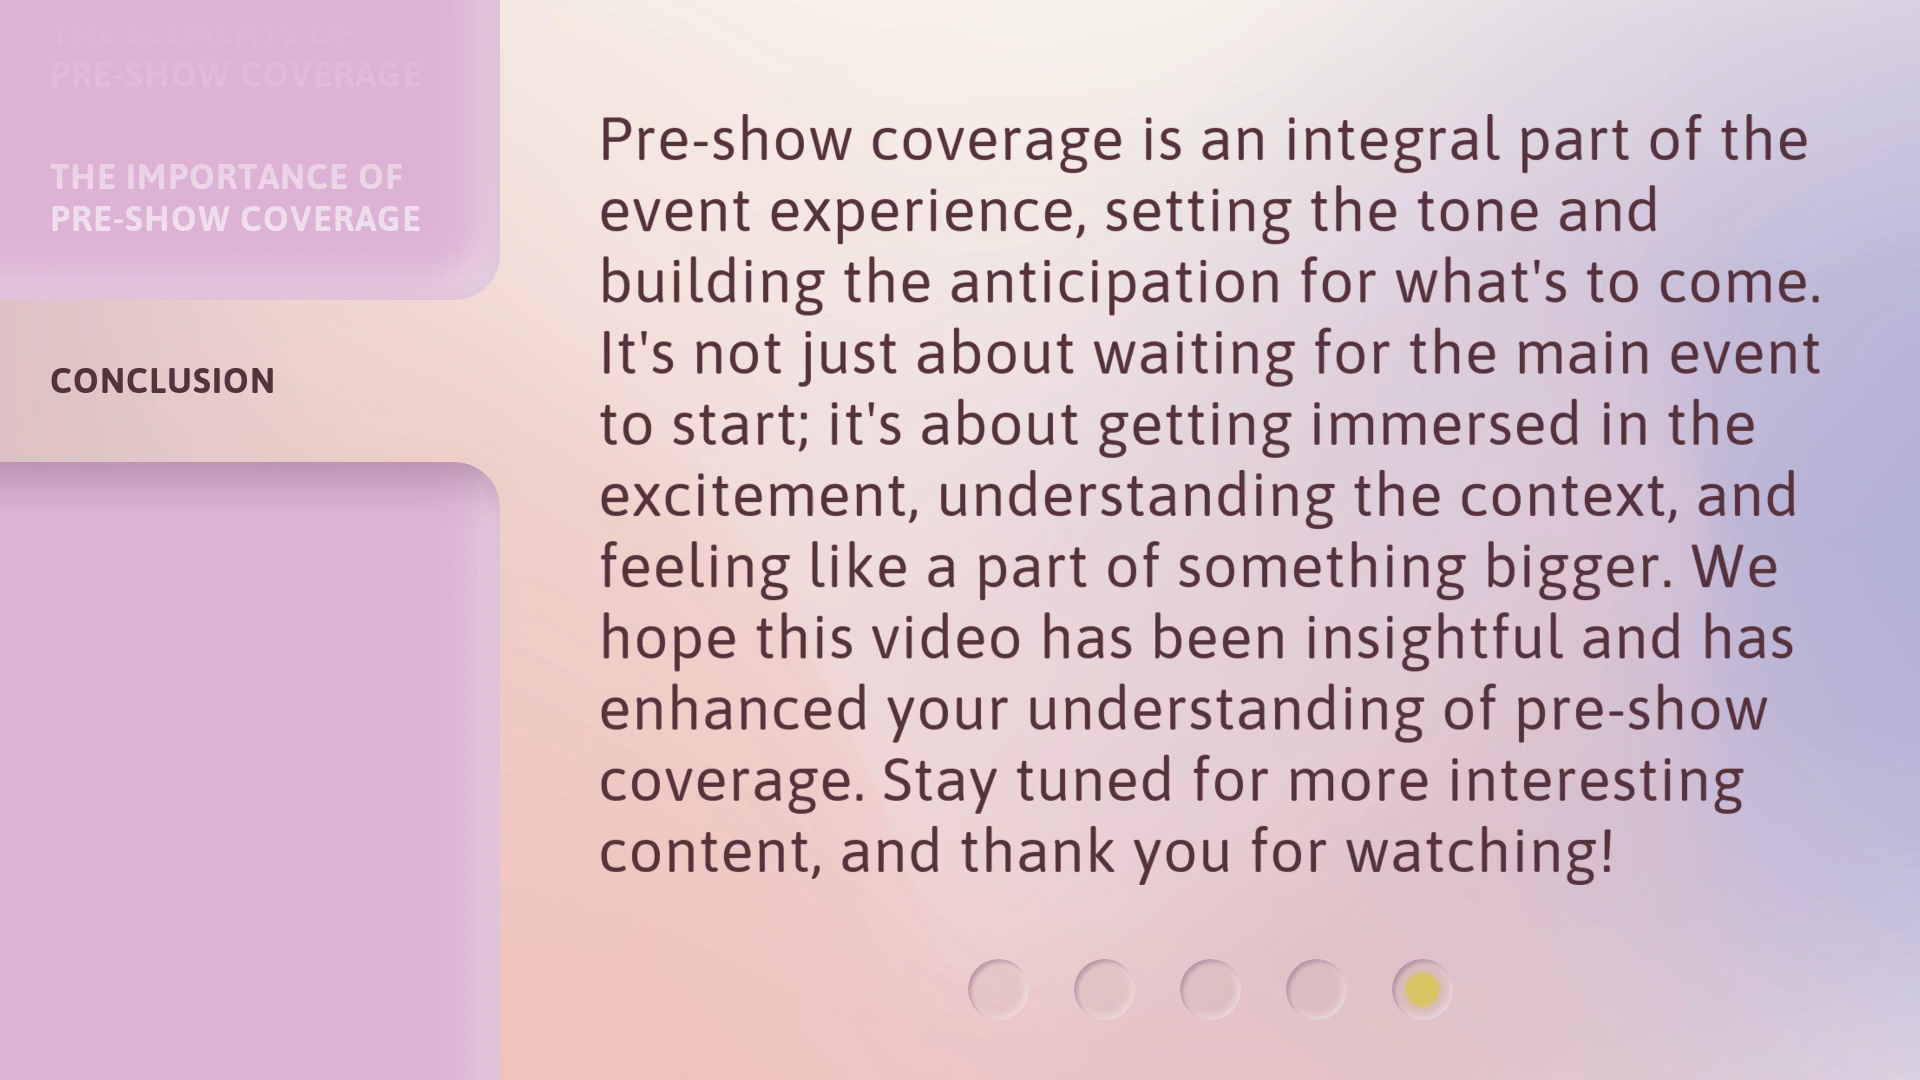 THE ELEMENTS OF
PRE-SHOW COVERAGE
THE IMPORTANCE OF
PRE-SHOW COVERAGE
CONCLUSION
Pre-show coverage is an integral part of the
event experience, setting the tone and
building the anticipation for what's to come.
It's not just about waiting for the main event
to start; it's about getting immersed in the
excitement, understanding the context, and
feeling like a part of something bigger. We
hope this video has been insightful and has
enhanced your understanding of pre-show
coverage. Stay tuned for more interesting
content, and thank you for watching!